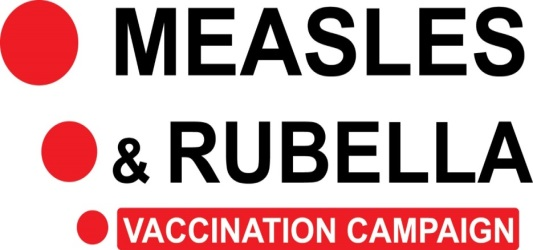 MEASLES
& RUBELLA
VACCINATION CAMPAIGN